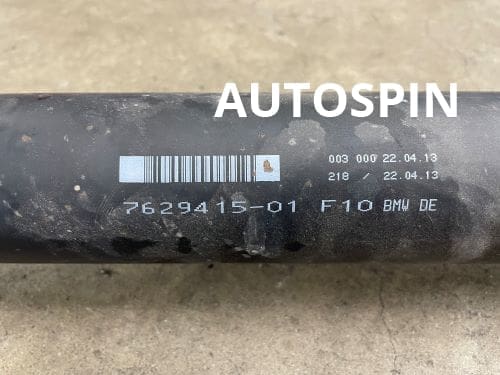 AUTOSPIN
003 000 22.04.13
218 / 22.04.13
7629415-01 F10 BMW DE